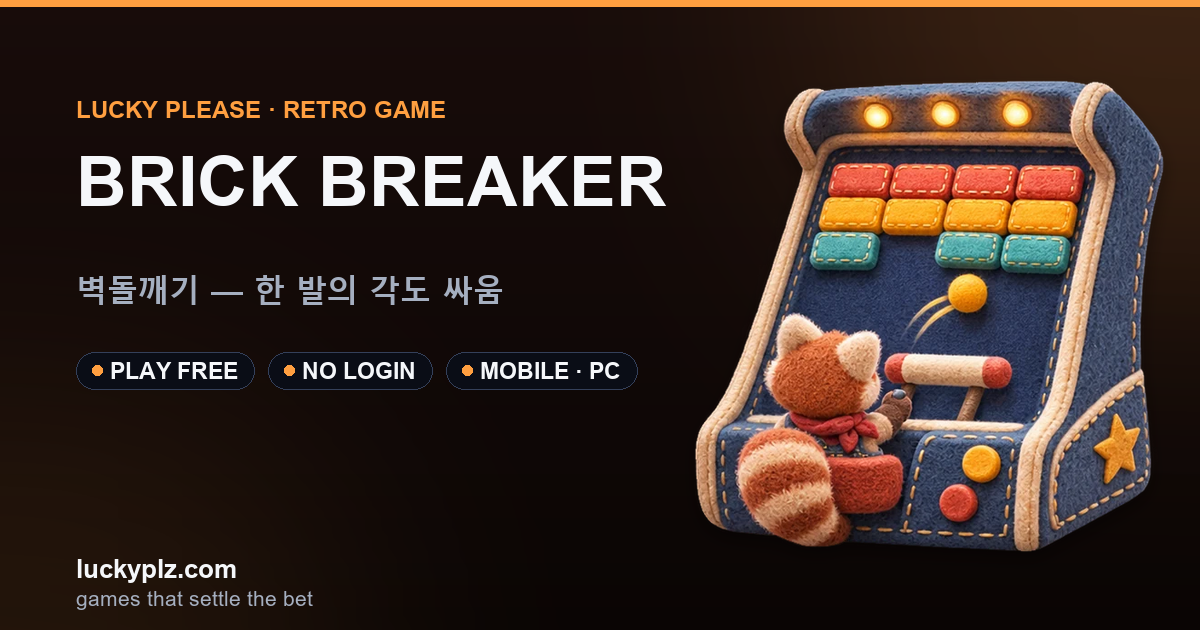 LUCKY PLEASE · RETRO GAME
BRICK BREAKER
벽돌깨기 — 한 발의 각도 싸움
PLAY FREE
NO LOGIN
MOBILE · PC
luckyplz.com
games that settle the bet